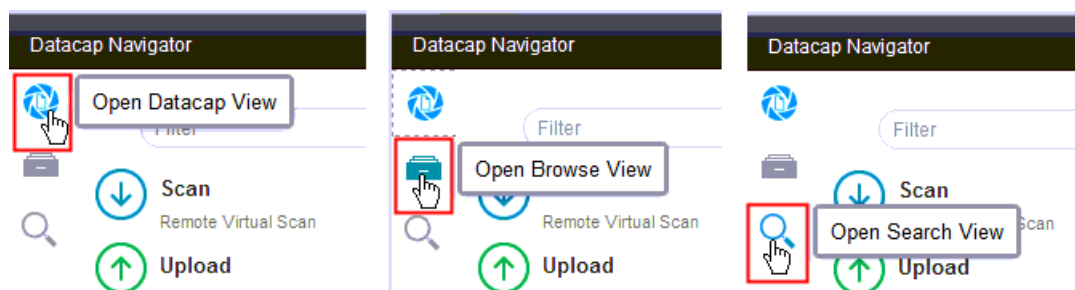 Datacap Navigator
Open Datacap View
Filter
Scan
Remote Virtual Scan
Upload
Datacap Navigator
Filter
Open Browse View
Remote Virtual Scan
Upload
Datacap Navigator
Filter
Scan
Open Search View
Scan
Upload